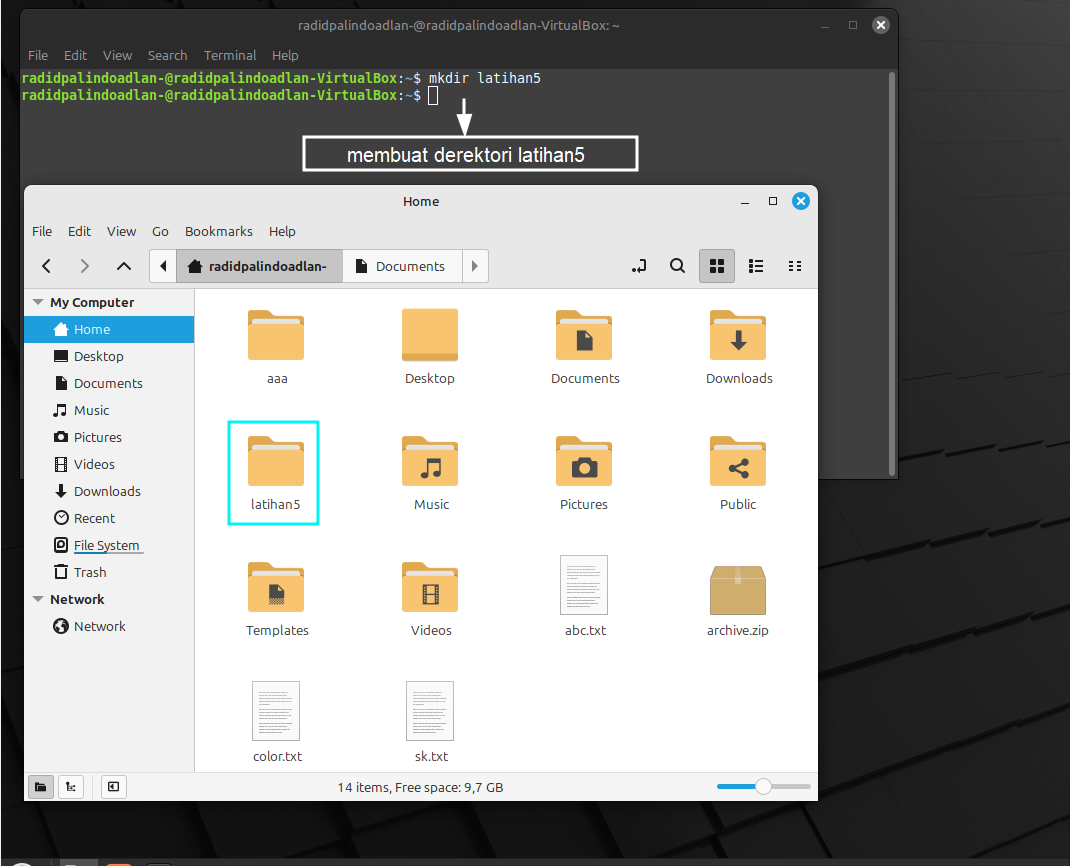 radidpalindoadlan-@radidpalindoadlan-VirtualBox: ~
File Edit View Search Terminal Help
radidpalindoadlan-@radidpalindoadlan-VirtualBox:~$ mkdir latihan5
radidpalindoadlan-@radidpalindoadlan-VirtualBox:~$
membuat derektori latihan5
Home
File Edit View Go Bookmarks Help
radidpalindoadlan- Documents
My Computer
Home
Desktop
Documents
Music
Pictures
Videos
Downloads
Recent
File System
Trash
Network
Network
aaa Desktop Documents Downloads
latihan5 Music Pictures Public
Templates Videos abc.txt archive.zip
color.txt sk.txt
14 items, Free space: 9,7 GB